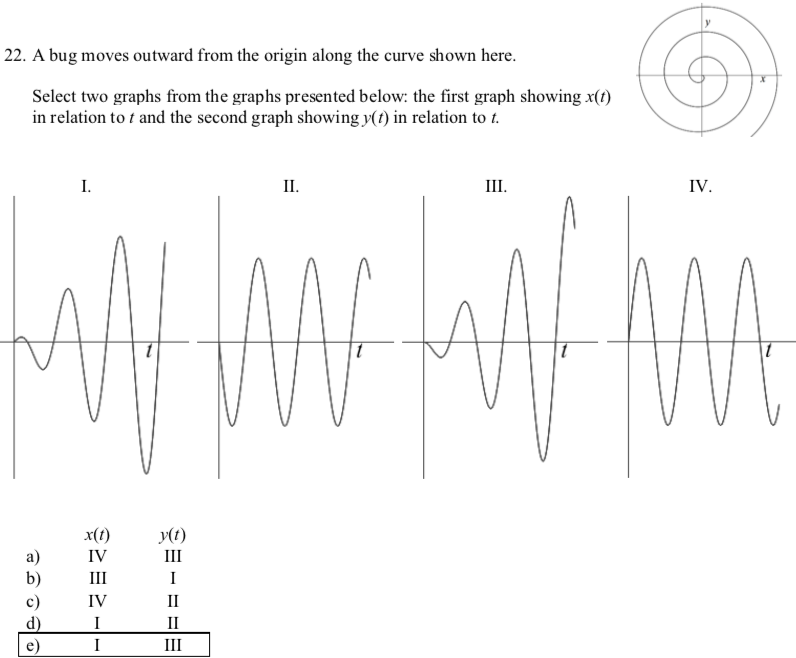 y
22. A bug moves outward from the origin along the curve shown here.
x
Select two graphs from the graphs presented below: the first graph showing x(t)
in relation to t and the second graph showing y(t) in relation to t.
I. II. III. IV.
t t t t
x(t) y(t)
a) IV III
b) III I
c) IV II
d) I II
e) I III